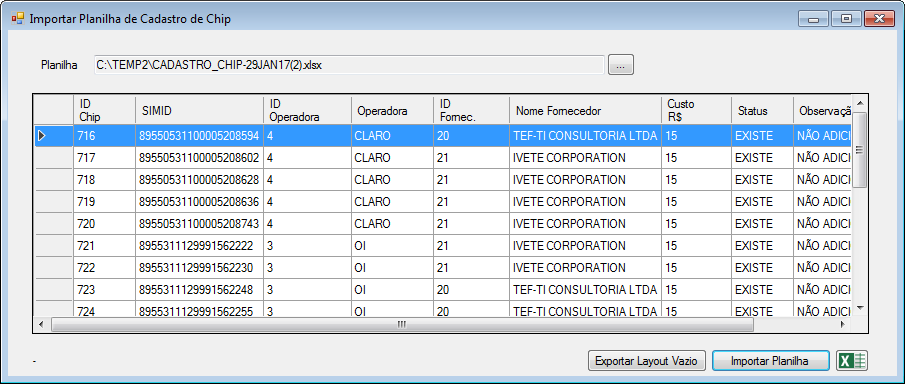 Importar Planilha de Cadastro de Chip
Planilha C:\TEMP2\CADASTRO_CHIP-29JAN17(2).xlsx ...
ID Chip SIMID ID Operadora Operadora ID Fornec. Nome Fornecedor Custo R$ Status Observaçã
716 89550531100005208594 4 CLARO 20 TEF-TI CONSULTORIA LTDA 15 EXISTE NÃO ADICI
717 89550531100005208602 4 CLARO 21 IVETE CORPORATION 15 EXISTE NÃO ADICI
718 89550531100005208628 4 CLARO 21 IVETE CORPORATION 15 EXISTE NÃO ADICI
719 89550531100005208636 4 CLARO 21 IVETE CORPORATION 15 EXISTE NÃO ADICI
720 89550531100005208743 4 CLARO 21 IVETE CORPORATION 15 EXISTE NÃO ADICI
721 8955311129991562222 3 OI 21 IVETE CORPORATION 15 EXISTE NÃO ADICI
722 8955311129991562230 3 OI 21 IVETE CORPORATION 15 EXISTE NÃO ADICI
723 8955311129991562248 3 OI 20 TEF-TI CONSULTORIA LTDA 15 EXISTE NÃO ADICI
724 8955311129991562255 3 OI 20 TEF-TI CONSULTORIA LTDA 15 EXISTE NÃO ADICI
- Exportar Layout Vazio Importar Planilha